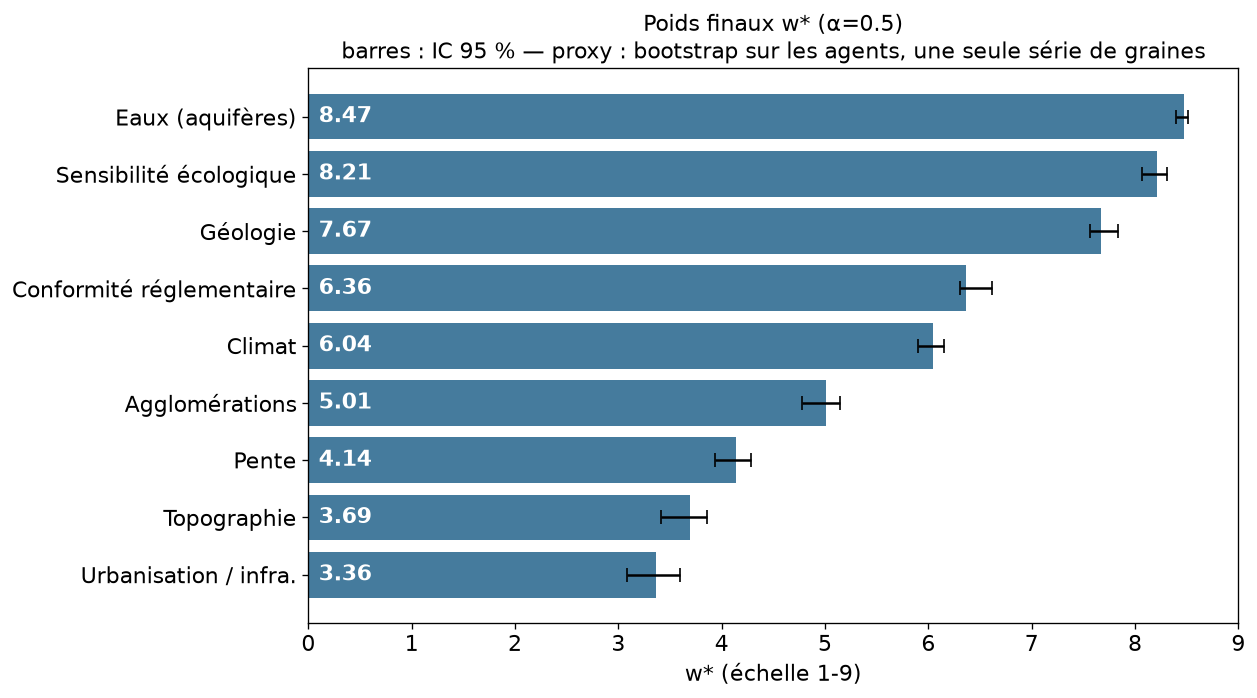 Poids finaux w* (α=0.5)
barres : IC 95 % — proxy : bootstrap sur les agents, une seule série de graines
Eaux (aquifères) 8.47
Sensibilité écologique 8.21
Géologie 7.67
Conformité réglementaire 6.36
Climat 6.04
Agglomérations 5.01
Pente 4.14
Topographie 3.69
Urbanisation / infra. 3.36
0 1 2 3 4 5 6 7 8 9
w* (échelle 1-9)